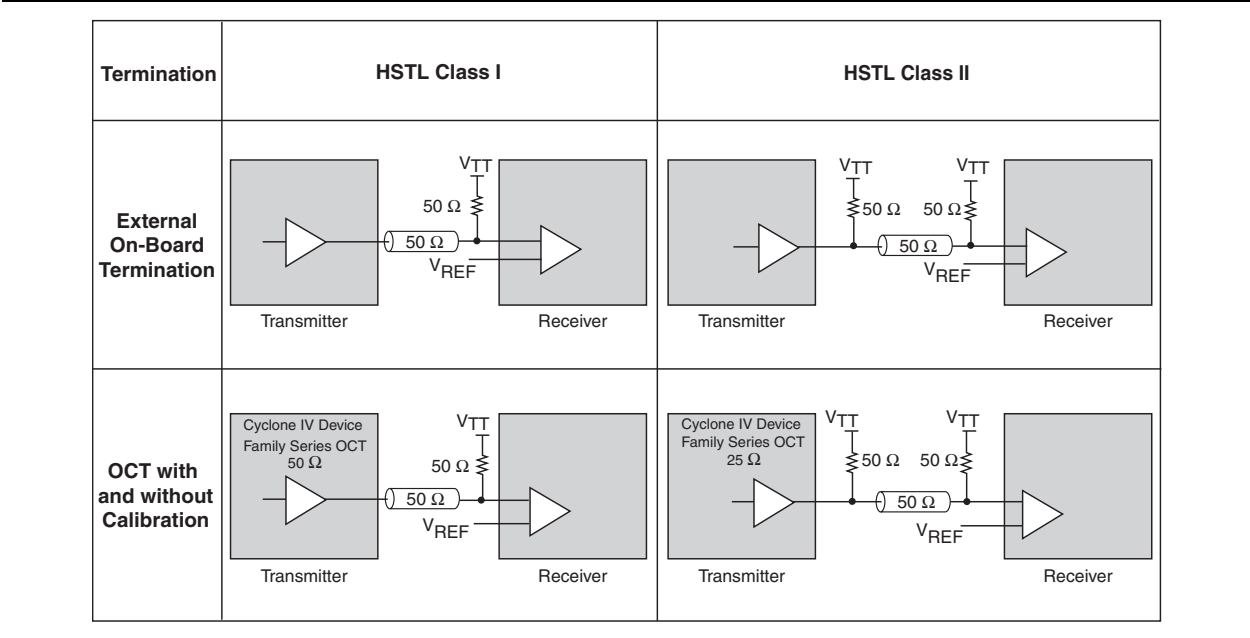 Termination
HSTL Class I
HSTL Class II
External
On-Board
Termination
VTT
50 Ω
50 Ω
VREF
Transmitter
Receiver
VTT
VTT
50 Ω
50 Ω
50 Ω
VREF
Transmitter
Receiver
OCT with
and without
Calibration
Cyclone IV Device
Family Series OCT
50 Ω
VTT
50 Ω
50 Ω
VREF
Transmitter
Receiver
Cyclone IV Device
Family Series OCT
25 Ω
VTT
VTT
50 Ω
50 Ω
50 Ω
VREF
Transmitter
Receiver